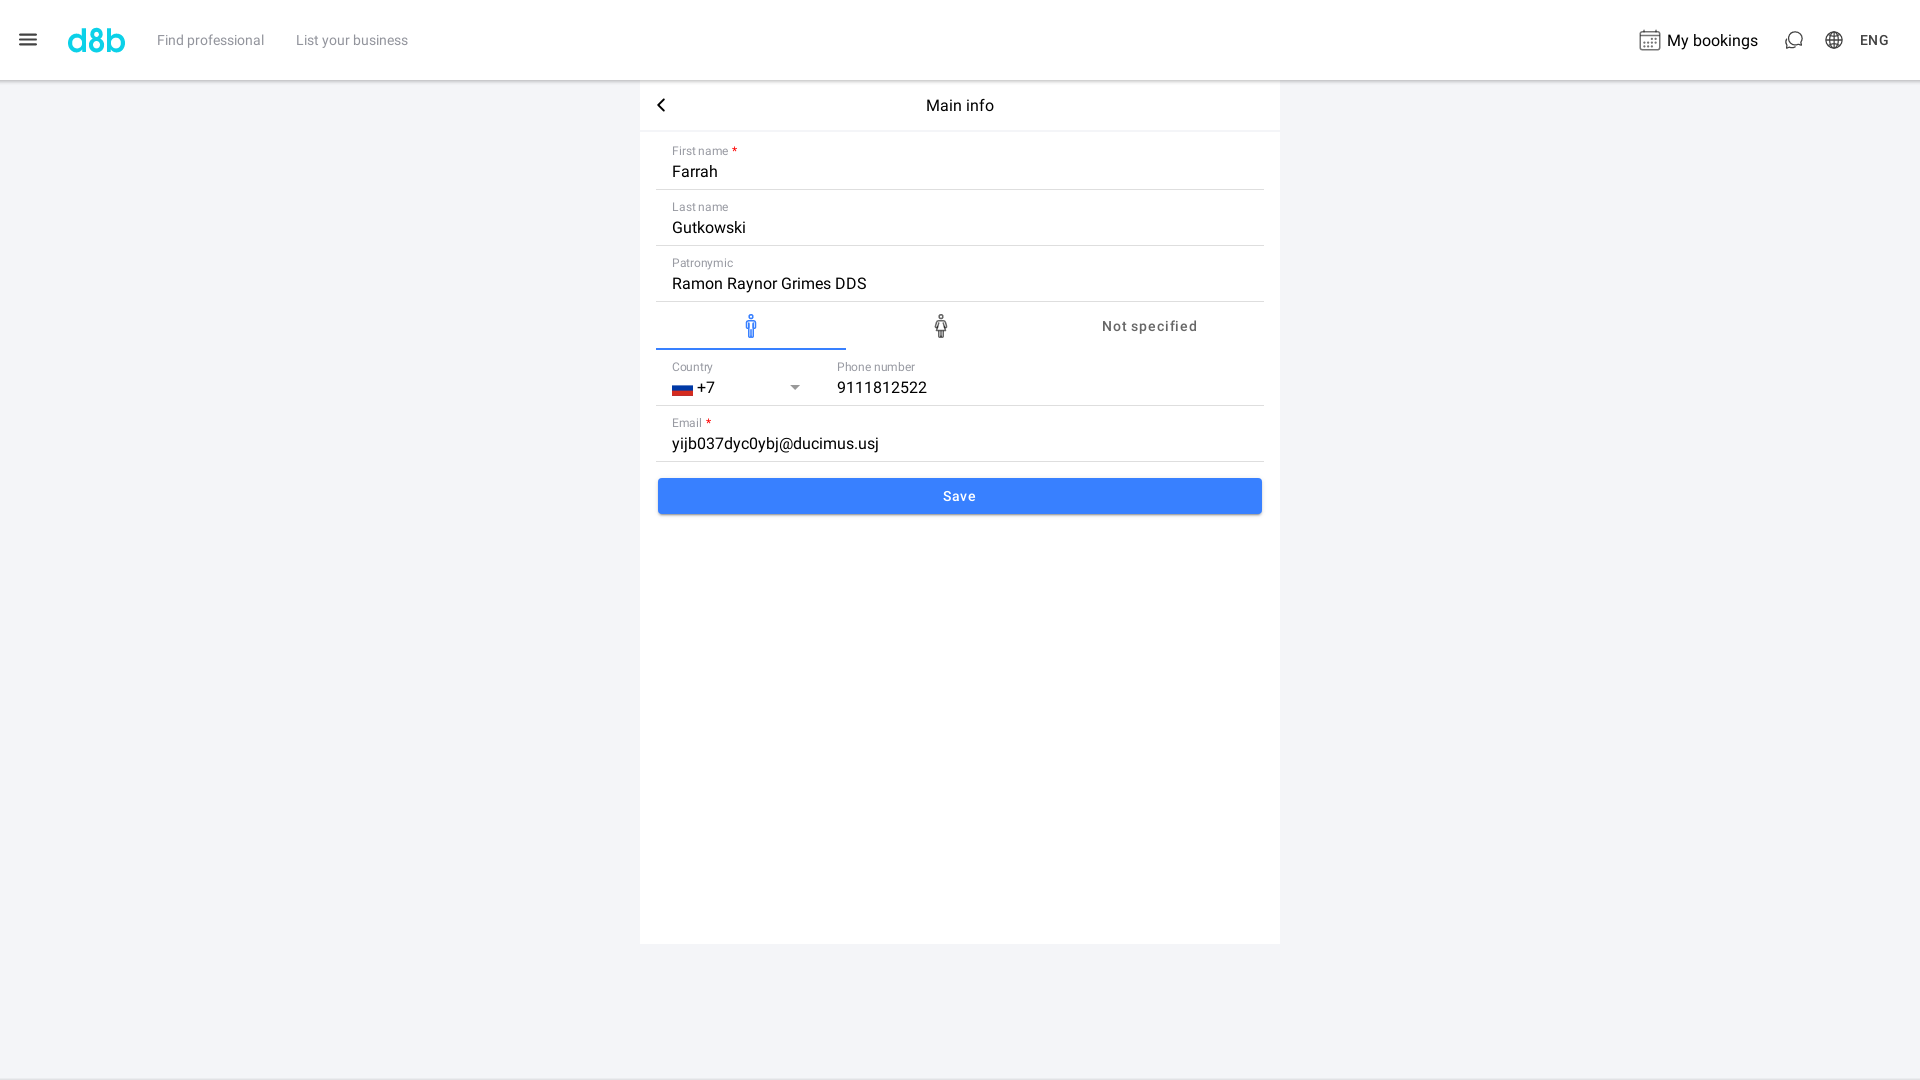 d8b
Find professional
List your business
My bookings
ENG
Main info
First name *
Farrah
Last name
Gutkowski
Patronymic
Ramon Raynor Grimes DDS
Not specified
Country
+7
Phone number
9111812522
Email *
yijb037dyc0ybj@ducimus.usj
Save